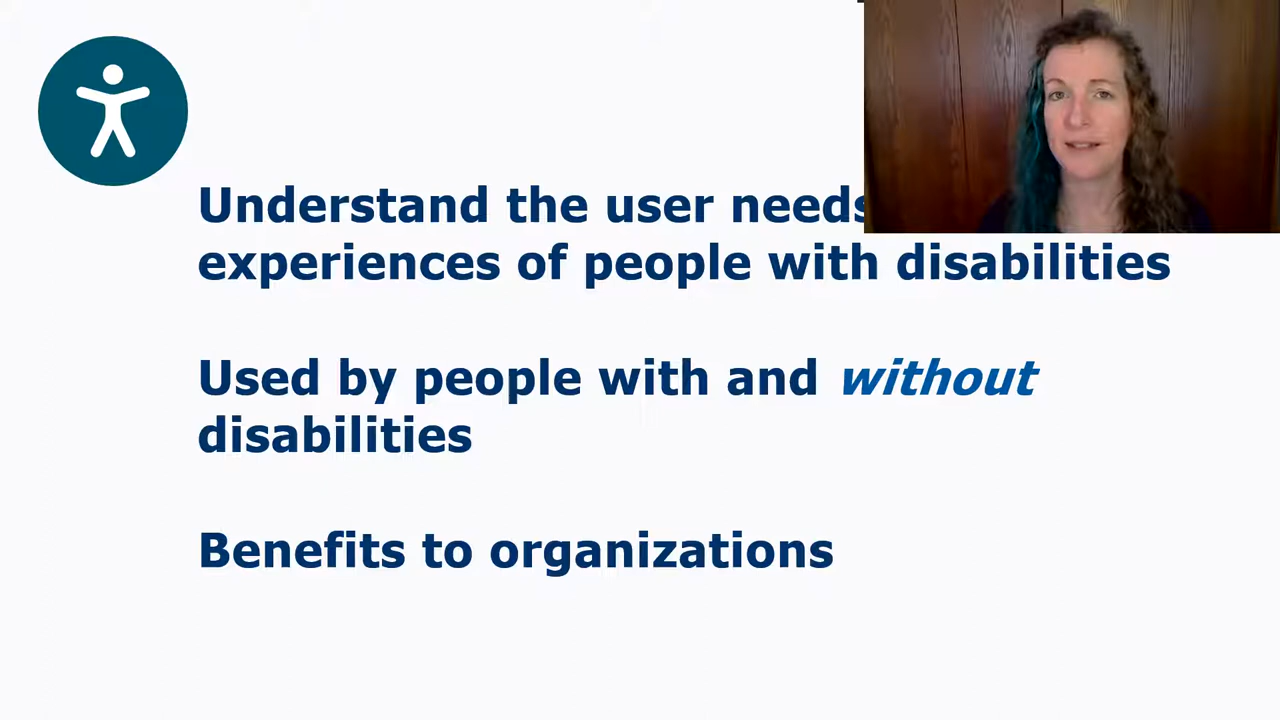 Understand the user needs
experiences of people with disabilities
Used by people with and without
disabilities
Benefits to organizations